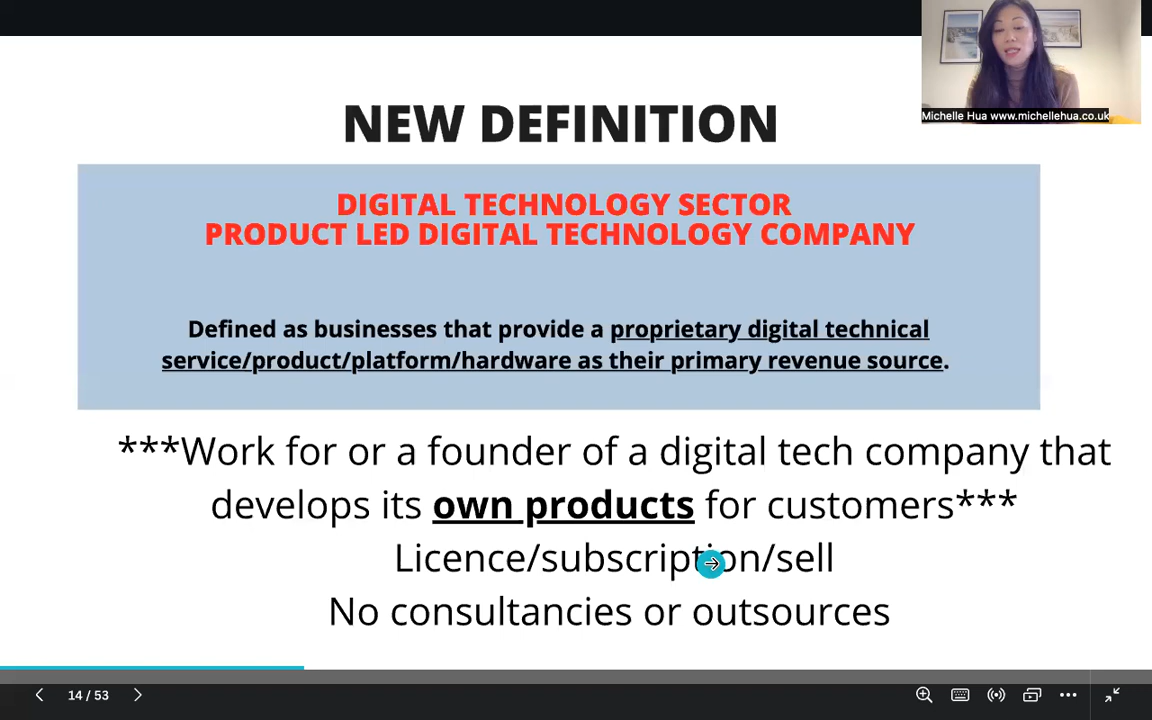 Michelle Hua www.michellehua.co.uk
NEW DEFINITION
DIGITAL TECHNOLOGY SECTOR
PRODUCT LED DIGITAL TECHNOLOGY COMPANY
Defined as businesses that provide a proprietary digital technical
service/product/platform/hardware as their primary revenue source.
***Work for or a founder of a digital tech company that
develops its own products for customers***
Licence/subscription/sell
No consultancies or outsources
14 / 53